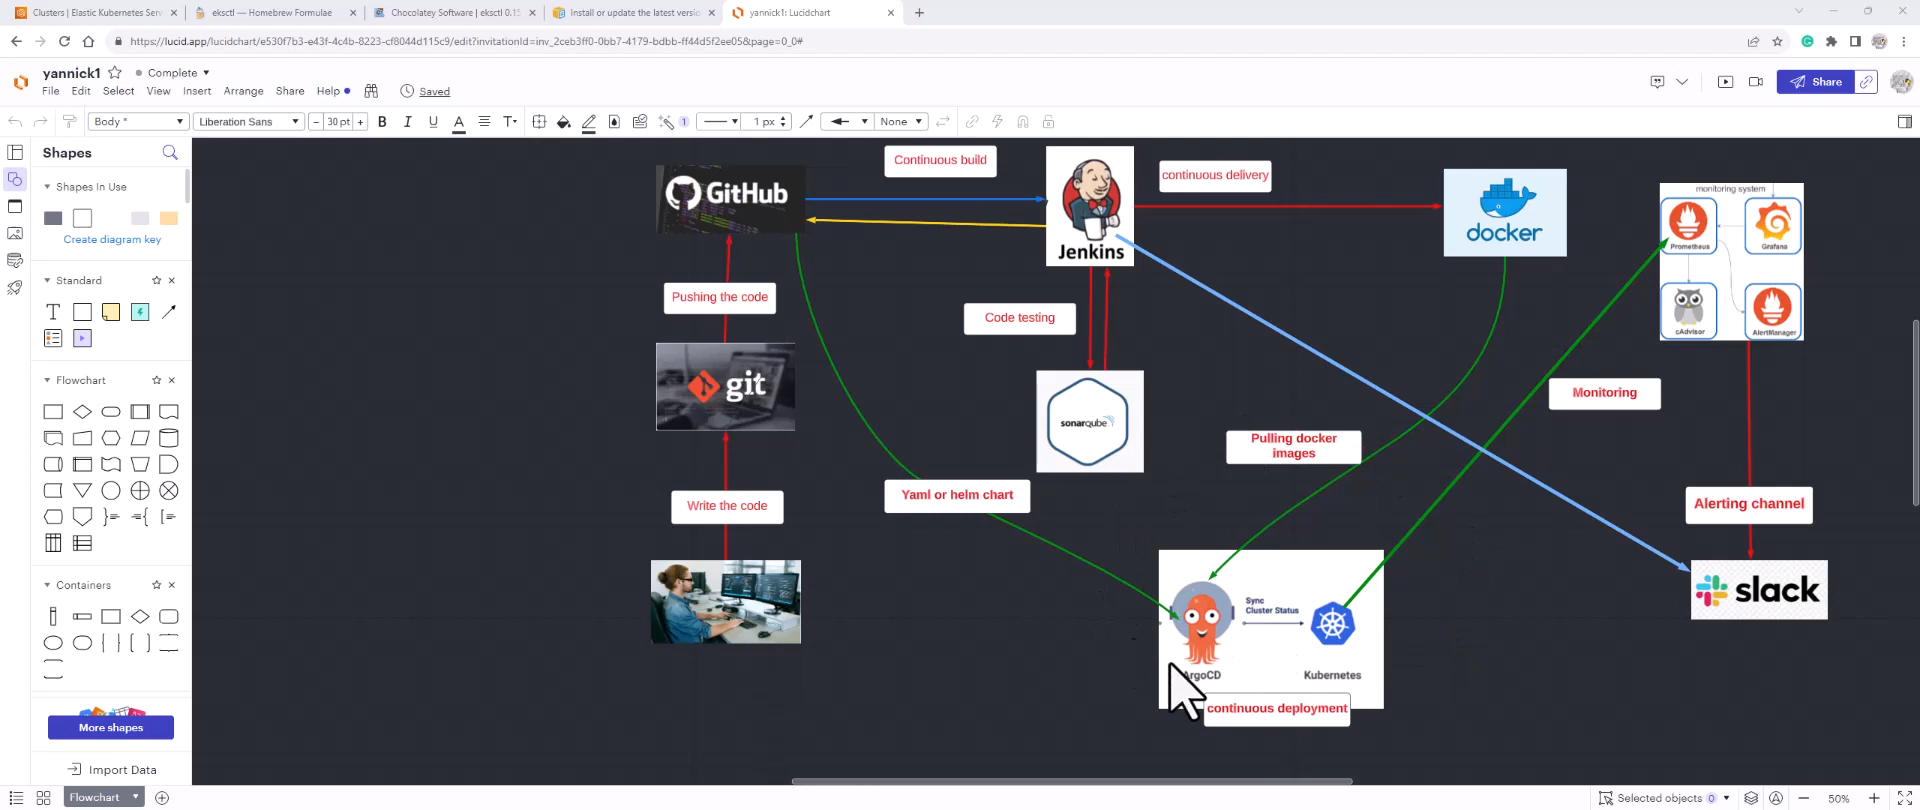 Clusters | Elastic Kubernetes Serv
eksctl — Homebrew Formulae
Chocolatey Software | eksctl 0.15
Install or update the latest versio
yannick1: Lucidchart
https://lucid.app/lucidchart/e530f7b3-e43f-4c4b-8223-cf8044d115c9/edit?invitationId=inv_2ceb3ff0-0bb7-4179-bdbb-ff44d5f2ee05&page=0_0#
yannick1
Complete
File Edit Select View Insert Arrange Share Help
Saved
Share
Body *
Liberation Sans
30 pt
B I U A T
1
1 px
None
Shapes
Shapes In Use
Create diagram key
Standard
T
Flowchart
Containers
More shapes
Import Data
Flowchart
Selected objects 0
50%
GitHub
Continuous build
Jenkins
continuous delivery
docker
monitoring system
Prometheus
Grafana
cAdvisor
AlertManager
Pushing the code
Code testing
git
sonarqube
Monitoring
Pulling docker
images
Write the code
Yaml or helm chart
Alerting channel
Sync
Cluster Status
slack
ArgoCD
Kubernetes
continuous deployment